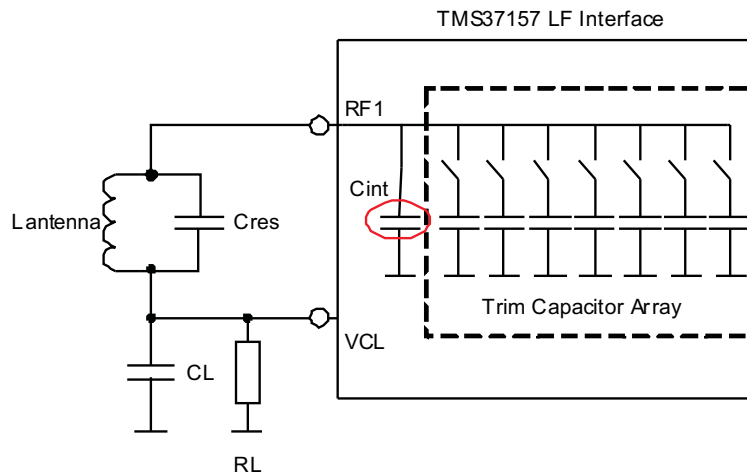 TMS37157 LF Interface
RF1
Cint
Lantenna
Cres
Trim Capacitor Array
VCL
CL
RL